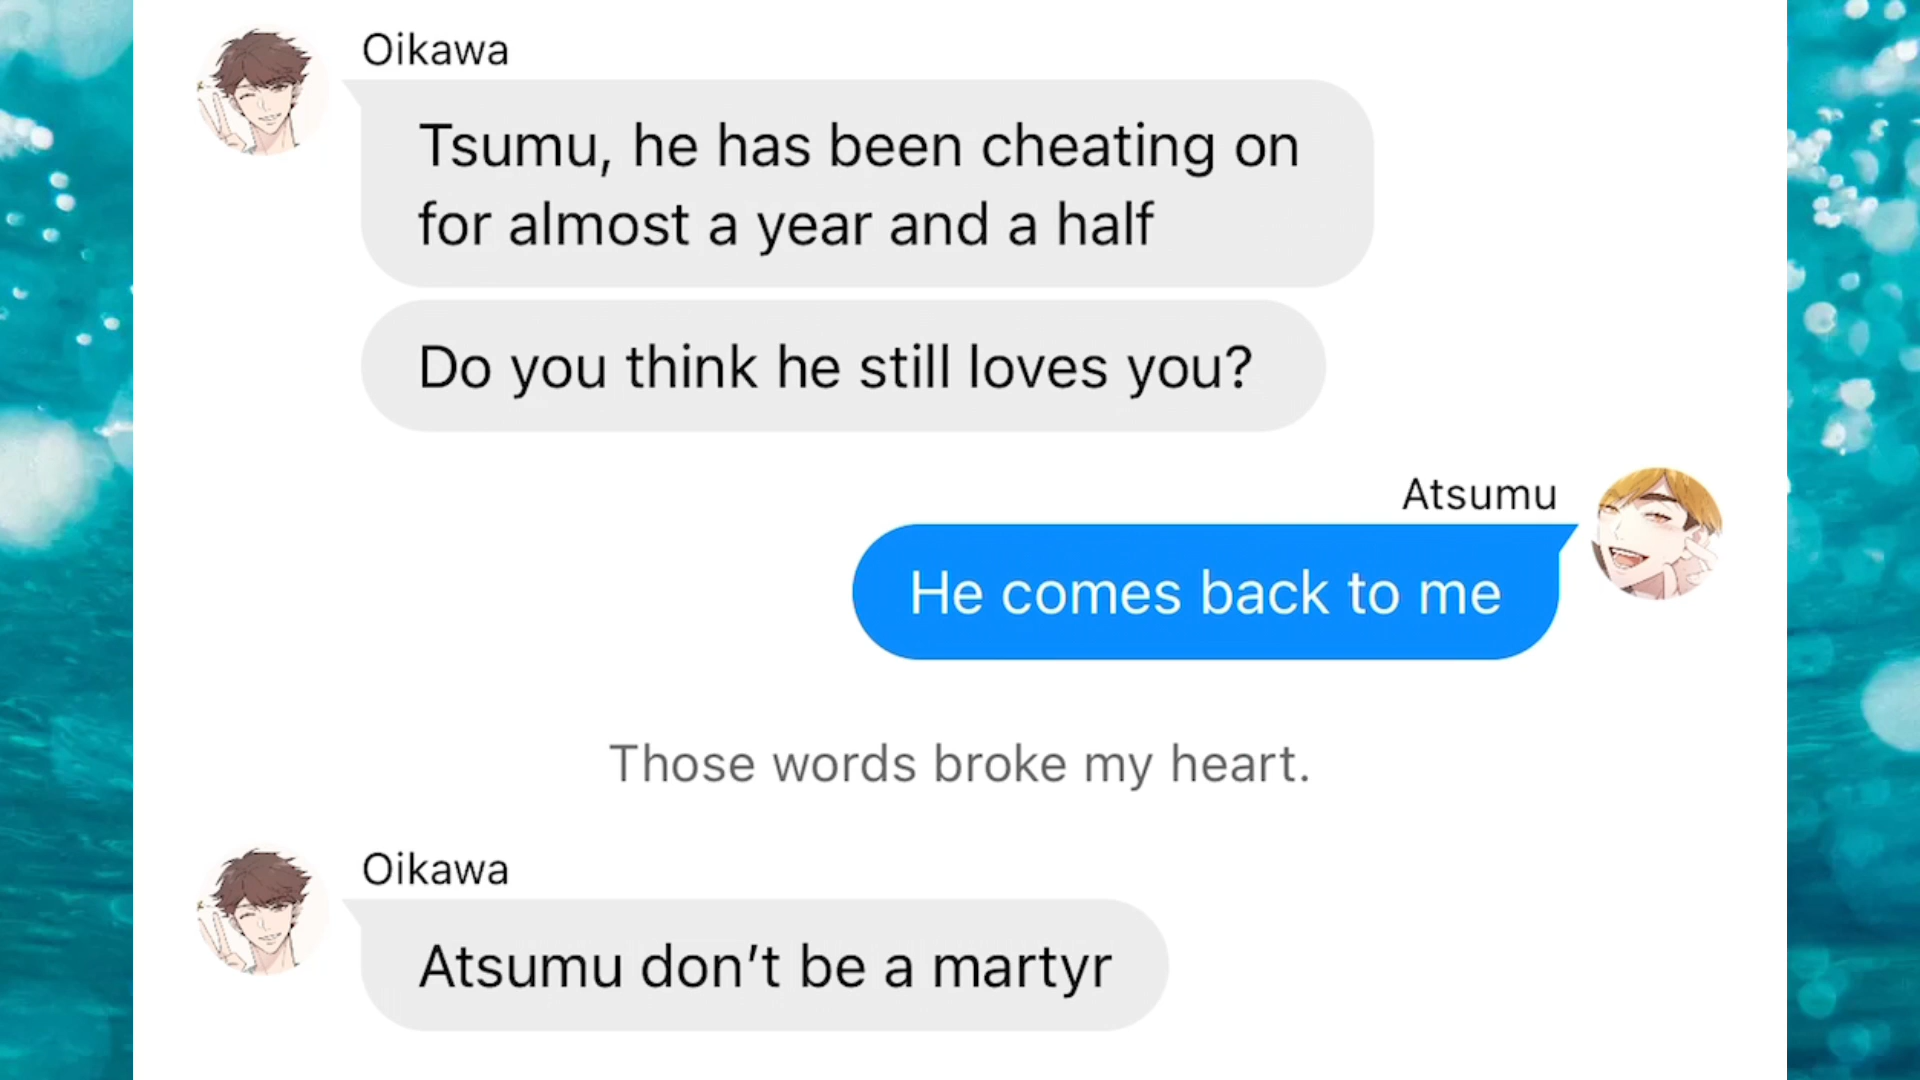 Oikawa
Tsumu, he has been cheating on
for almost a year and a half
Do you think he still loves you?
Atsumu
He comes back to me
Those words broke my heart.
Oikawa
Atsumu don’t be a martyr